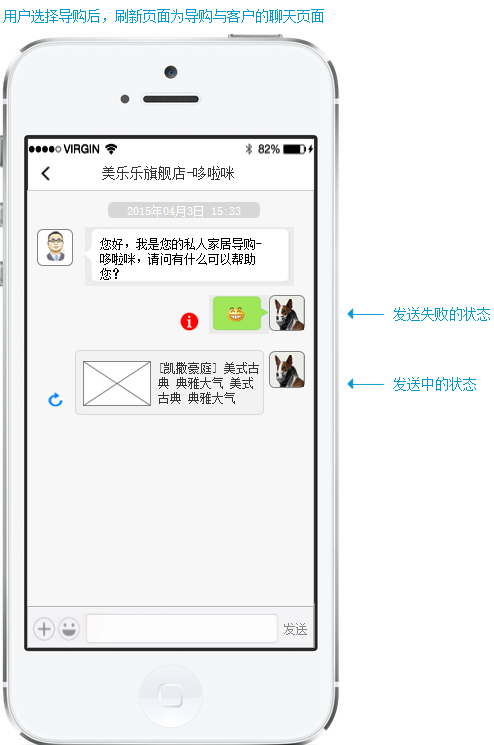 用户选择导购后，刷新页面为导购与客户的聊天页面
VIRGIN 82%
美乐乐旗舰店-哆啦咪
2015年04月3日 15:33
您好，我是您的私人家居导购-
哆啦咪，请问有什么可以帮助
您？
发送失败的状态
[凯撒豪庭] 美式古
典 典雅大气 美式
古典 典雅大气
发送中的状态
发送